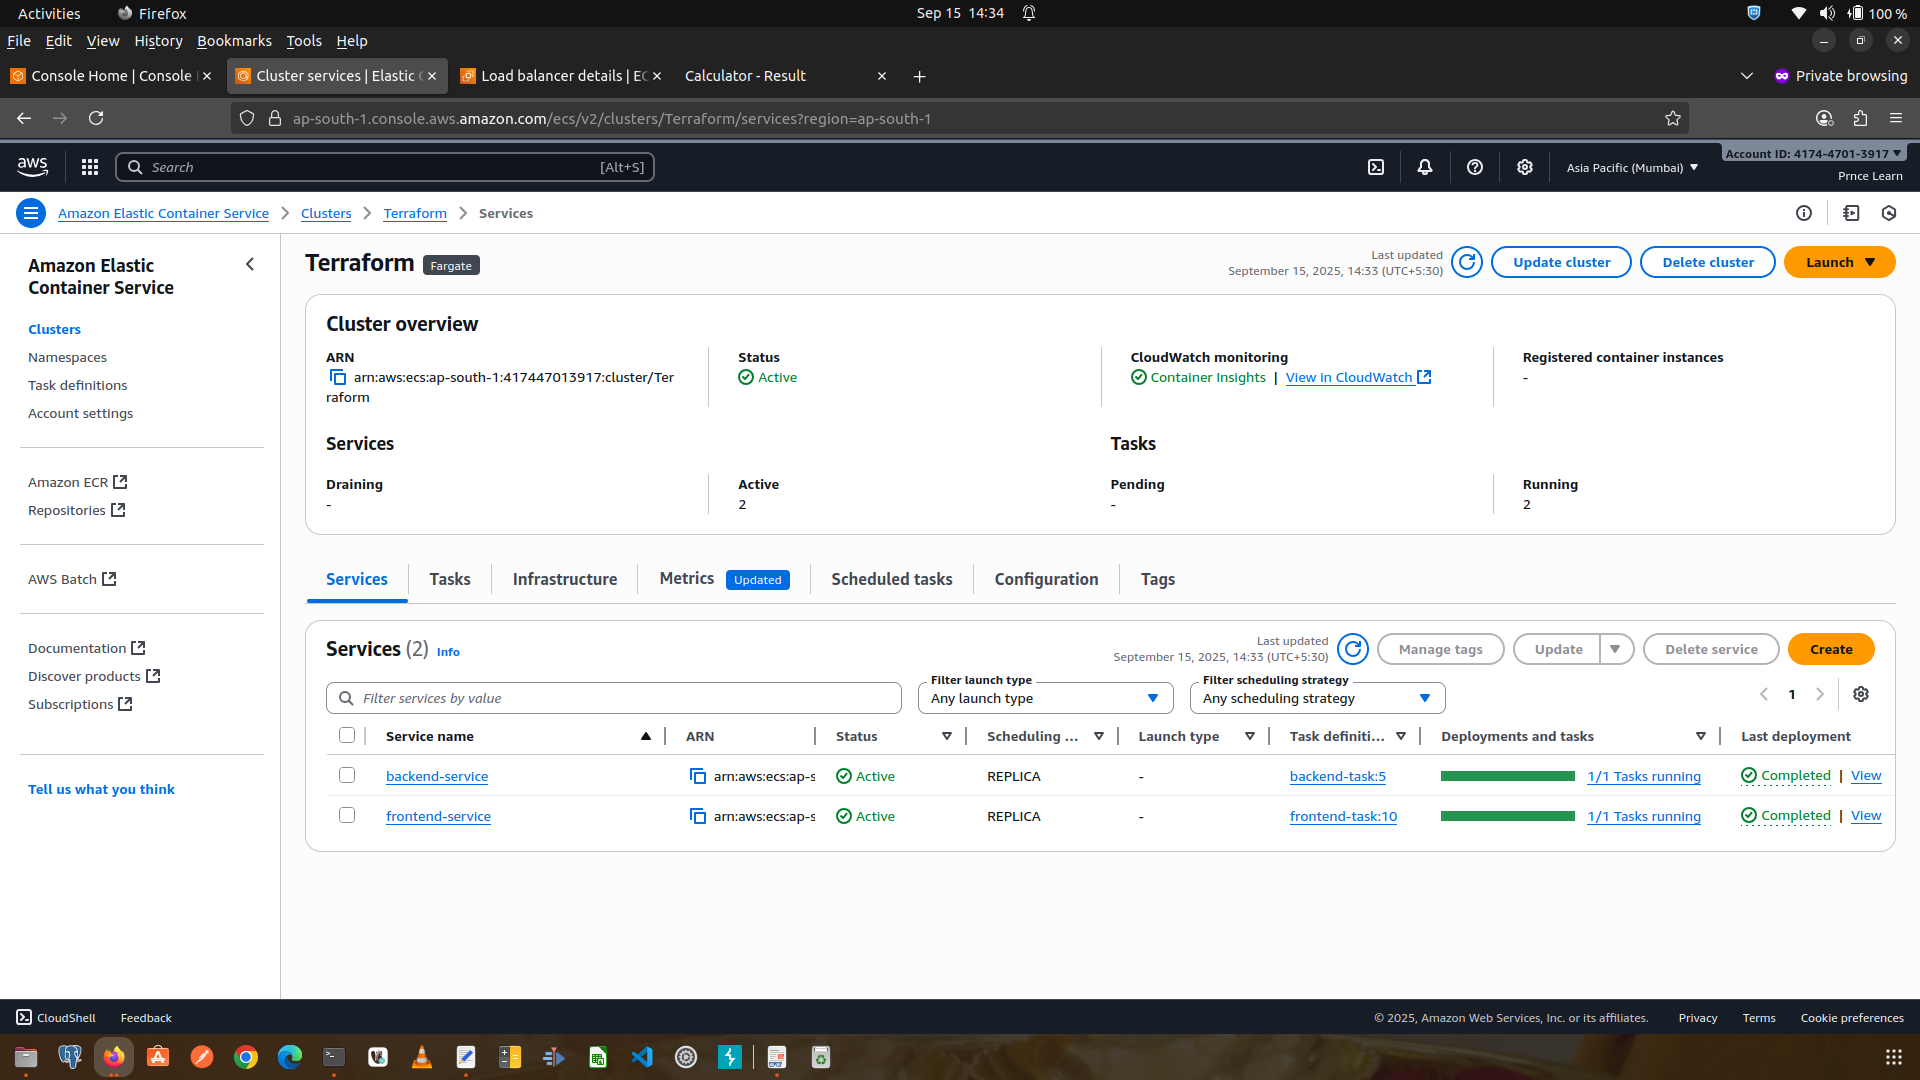 Activities Firefox Sep 15 14:34 100 %
File Edit View History Bookmarks Tools Help
Console Home | Console Cluster services | Elastic Load balancer details | EC Calculator - Result Private browsing
ap-south-1.console.aws.amazon.com/ecs/v2/clusters/Terraform/services?region=ap-south-1
aws Search [Alt+S] Asia Pacific (Mumbai) Account ID: 4174-4701-3917
Prnce Learn
Amazon Elastic Container Service Clusters Terraform Services
Amazon Elastic
Container Service
Clusters
Namespaces
Task definitions
Account settings
Amazon ECR
Repositories
AWS Batch
Documentation
Discover products
Subscriptions
Tell us what you think
Terraform Fargate
Last updated
September 15, 2025, 14:33 (UTC+5:30)
Update cluster Delete cluster Launch
Cluster overview
ARN
arn:aws:ecs:ap-south-1:417447013917:cluster/Ter
raform
Status
Active
CloudWatch monitoring
Container Insights | View in CloudWatch
Registered container instances
-
Services
Draining
-
Active
2
Tasks
Pending
-
Running
2
Services Tasks Infrastructure Metrics Updated Scheduled tasks Configuration Tags
Services (2) Info
Last updated
September 15, 2025, 14:33 (UTC+5:30)
Manage tags Update Delete service Create
Filter services by value
Filter launch type
Any launch type
Filter scheduling strategy
Any scheduling strategy
1
Service name ARN Status Scheduling ... Launch type Task definiti... Deployments and tasks Last deployment
backend-service arn:aws:ecs:ap-s Active REPLICA - backend-task:5 1/1 Tasks running Completed | View
frontend-service arn:aws:ecs:ap-s Active REPLICA - frontend-task:10 1/1 Tasks running Completed | View
CloudShell Feedback © 2025, Amazon Web Services, Inc. or its affiliates. Privacy Terms Cookie preferences